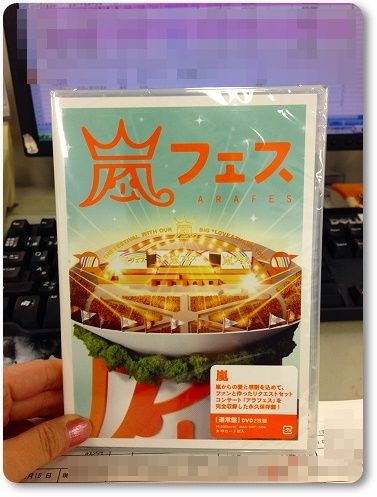 嵐フェス
ARAFES
嵐
嵐
嵐からの愛と感謝を込めて、
ファンと作ったリクエストセット
コンサート「アラフェス」を
完全収録した永久保存盤！
【通常盤】DVD2枚組